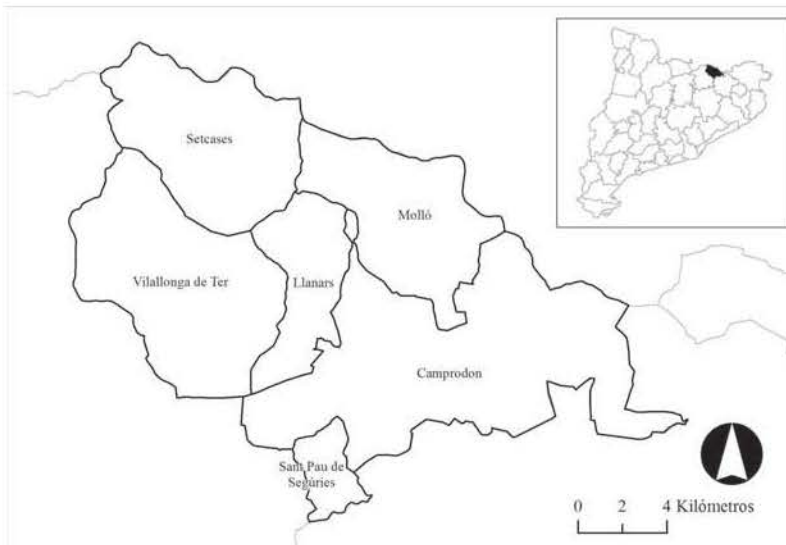 Setcases
Molló
Vilallonga de Ter
Llanars
Camprodon
Sant Pau de
Segúries
0 2 4 Kilómetros